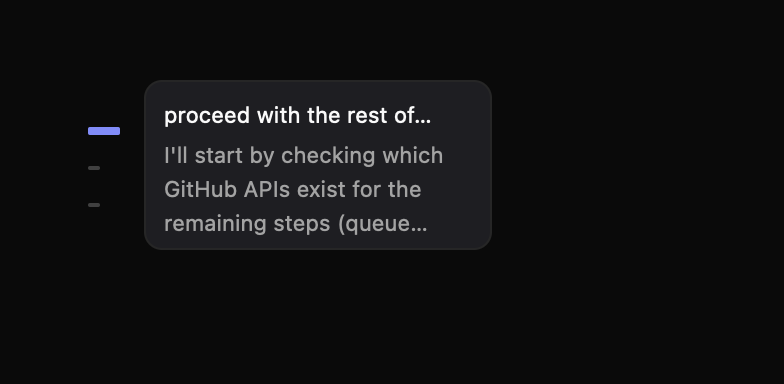 proceed with the rest of...
I'll start by checking which
GitHub APIs exist for the
remaining steps (queue...